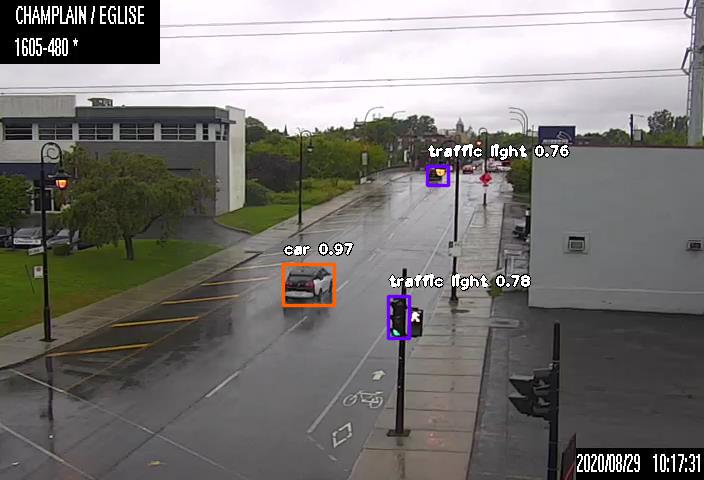 CHAMPLAIN / EGLISE
1605-480 *
traffic light 0.76
car 0.97
traffic light 0.78
2020/08/29 10:17:31